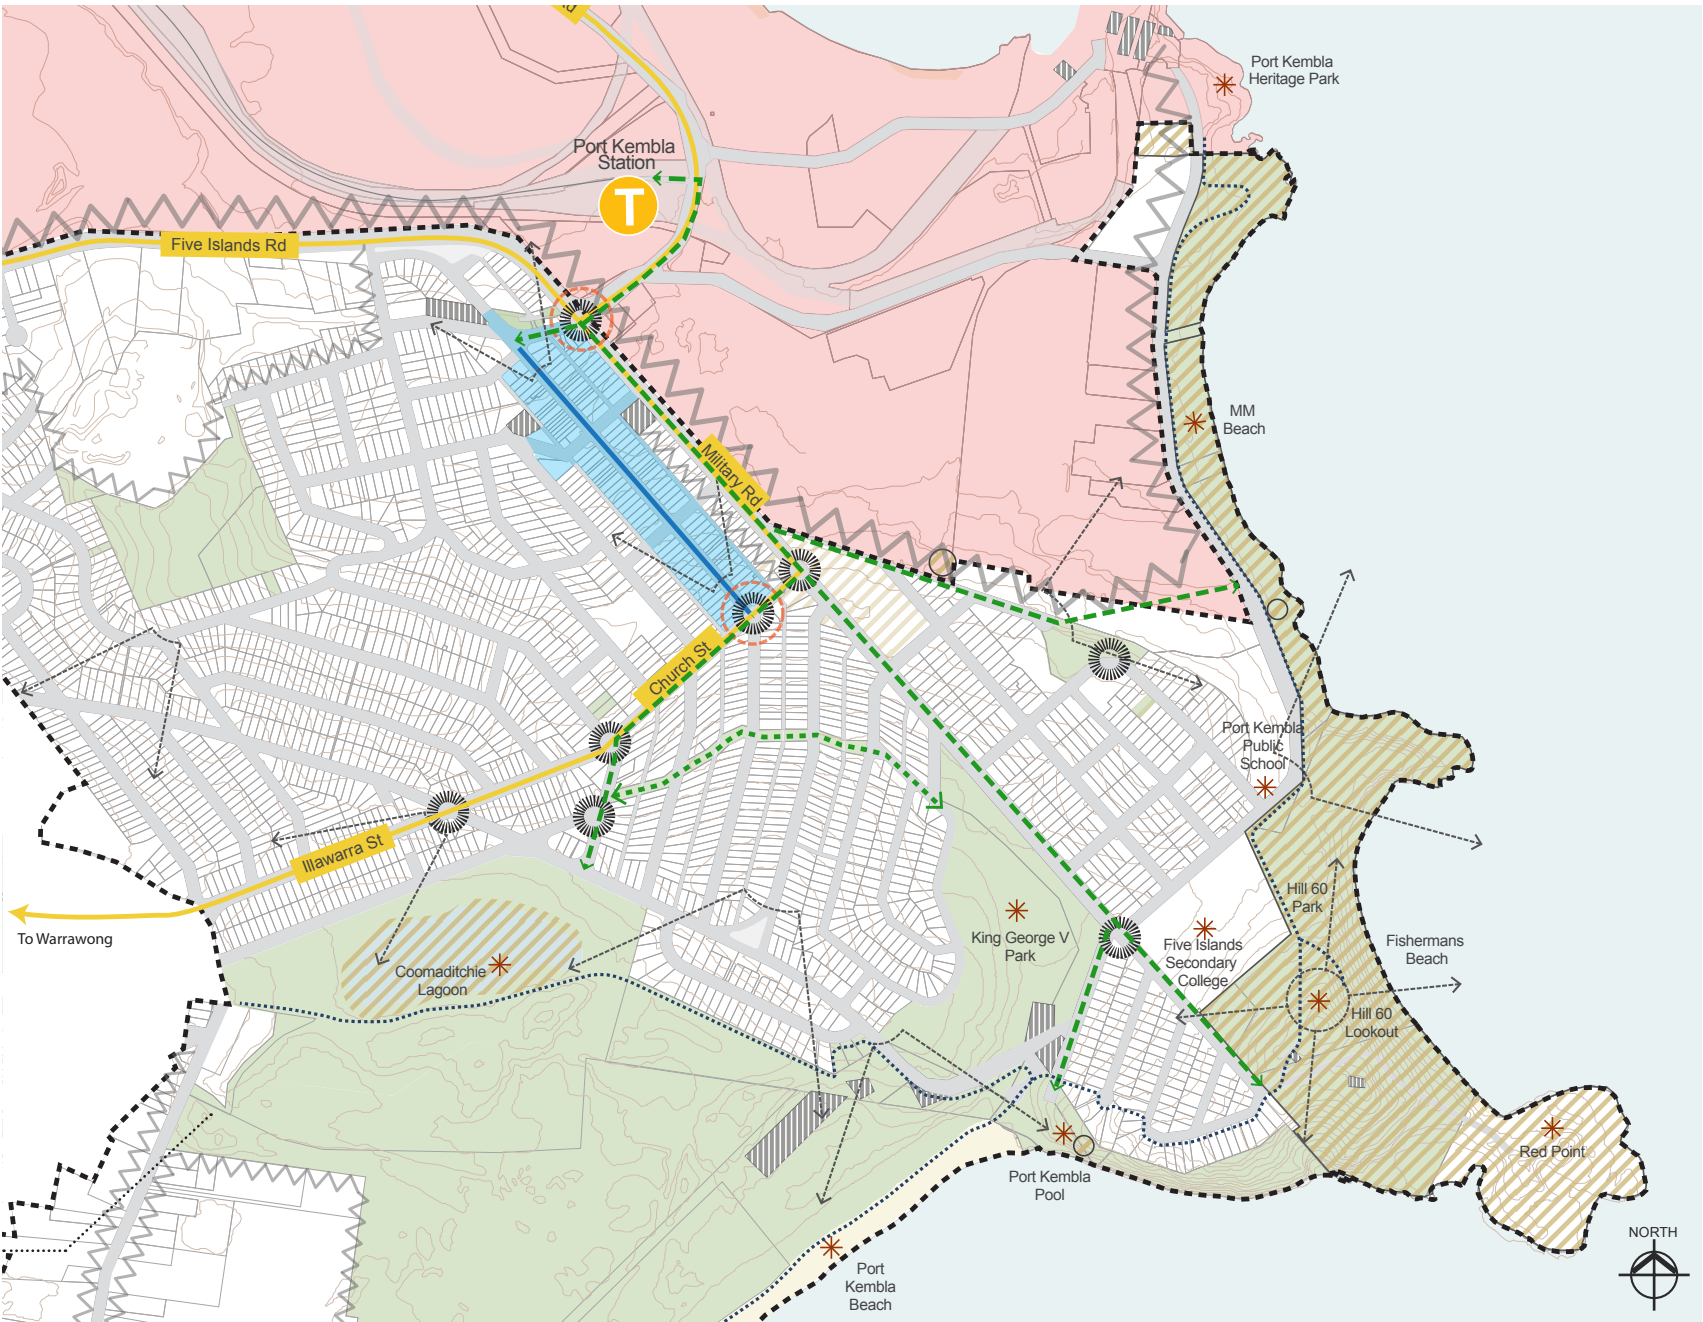 Port Kembla
Heritage Park
Port Kembla
Station
T
Five Islands Rd
MM
Beach
Military Rd
Church St
Port Kembla
Public
School
Illawarra St
To Warrawong
Hill 60
Park
King George V
Park
Five Islands
Secondary
College
Fishermans
Beach
Coomaditchie
Lagoon
Hill 60
Lookout
Red Point
Port Kembla
Pool
Port
Kembla
Beach
NORTH